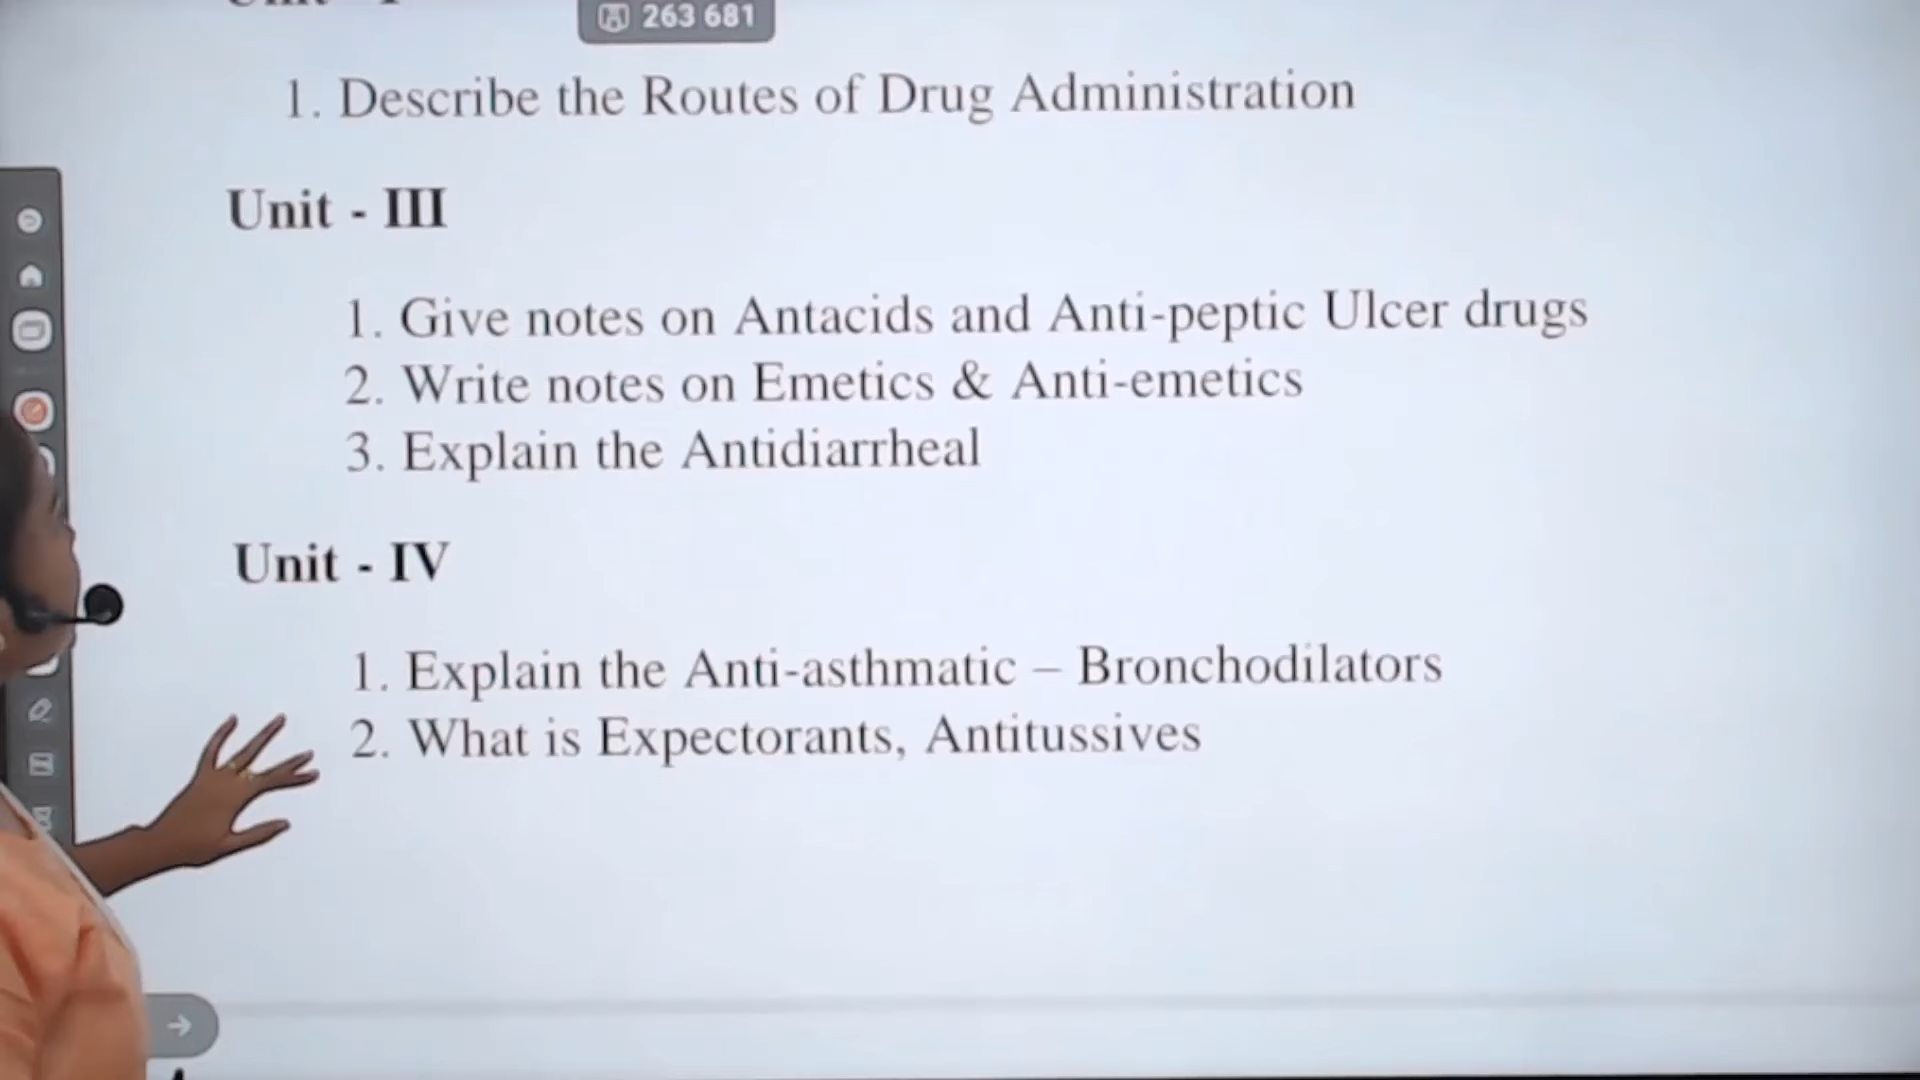 263 681
1. Describe the Routes of Drug Administration
Unit - III
1. Give notes on Antacids and Anti-peptic Ulcer drugs
2. Write notes on Emetics & Anti-emetics
3. Explain the Antidiarrheal
Unit - IV
1. Explain the Anti-asthmatic – Bronchodilators
2. What is Expectorants, Antitussives